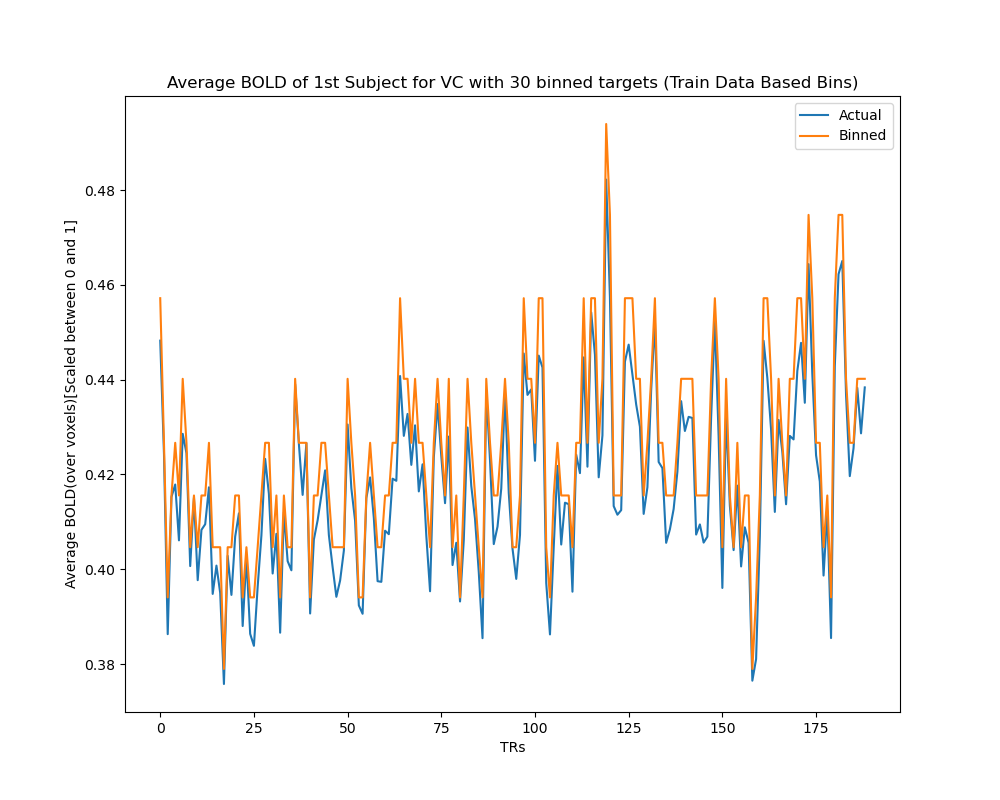 Average BOLD of 1st Subject for VC with 30 binned targets (Train Data Based Bins)
Actual
Binned
Average BOLD(over voxels)[Scaled between 0 and 1]
0.48
0.46
0.44
0.42
0.40
0.38
0 25 50 75 100 125 150 175
TRs